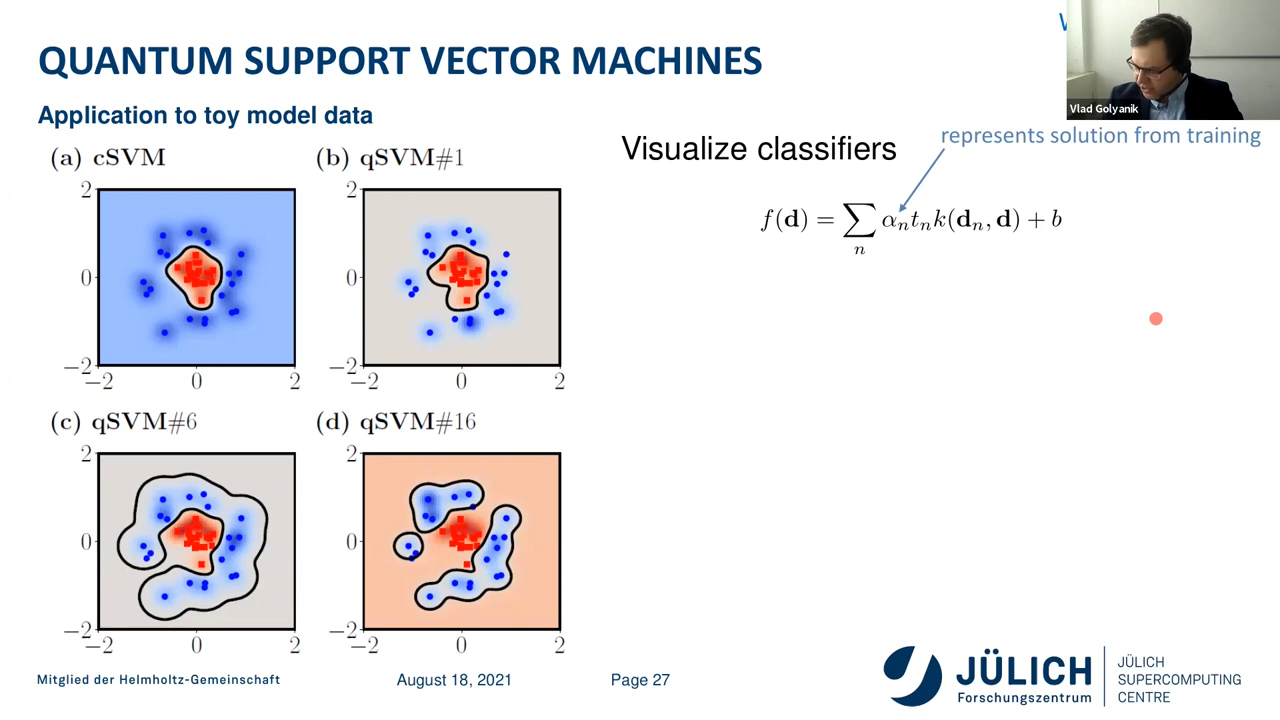 QUANTUM SUPPORT VECTOR MACHINES
Vlad Golyanik
Application to toy model data
represents solution from training
Visualize classifiers
f(d) = ∑ₙ αₙtₙk(dₙ, d) + b
(a) cSVM
(b) qSVM#1
2
0
−2
−2 0 2
2
0
−2
−2 0 2
(c) qSVM#6
(d) qSVM#16
2
0
−2
−2 0 2
2
0
−2
−2 0 2
Mitglied der Helmholtz-Gemeinschaft
August 18, 2021
Page 27
JÜLICH
Forschungszentrum
JÜLICH
SUPERCOMPUTING
CENTRE